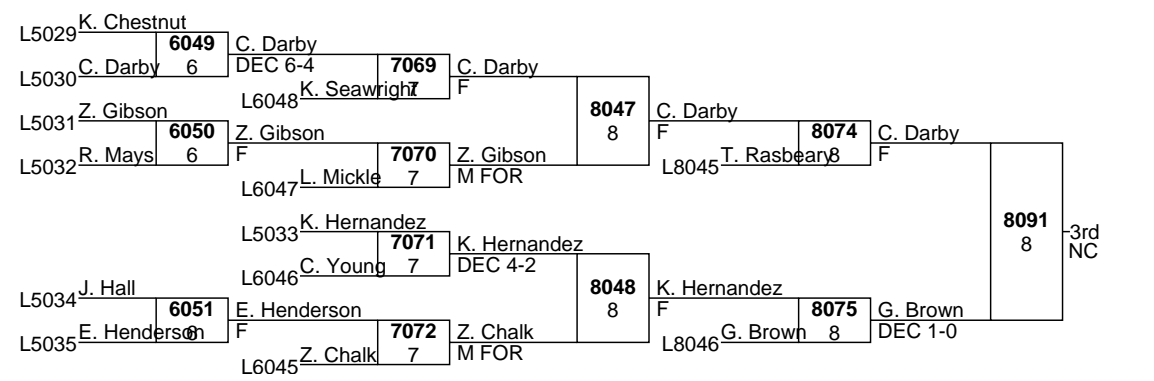 K. Chestnut
L5029
6049
C. Darby
C. Darby
6
DEC 6-4
7069
C. Darby
L5030
K. Seawright
7
F
L6048
8047
C. Darby
Z. Gibson
8
F
8074
C. Darby
L5031
6050
Z. Gibson
T. Rasbeary
8
F
R. Mays
6
F
7070
Z. Gibson
L8045
L5032
L. Mickle
7
M FOR
L6047
8091
3rd
8
NC
K. Hernandez
L5033
7071
K. Hernandez
C. Young
7
DEC 4-2
L6046
8048
K. Hernandez
J. Hall
8
F
8075
G. Brown
L5034
6051
E. Henderson
G. Brown
8
DEC 1-0
E. Henderson
6
F
7072
Z. Chalk
L8046
L5035
Z. Chalk
7
M FOR
L6045